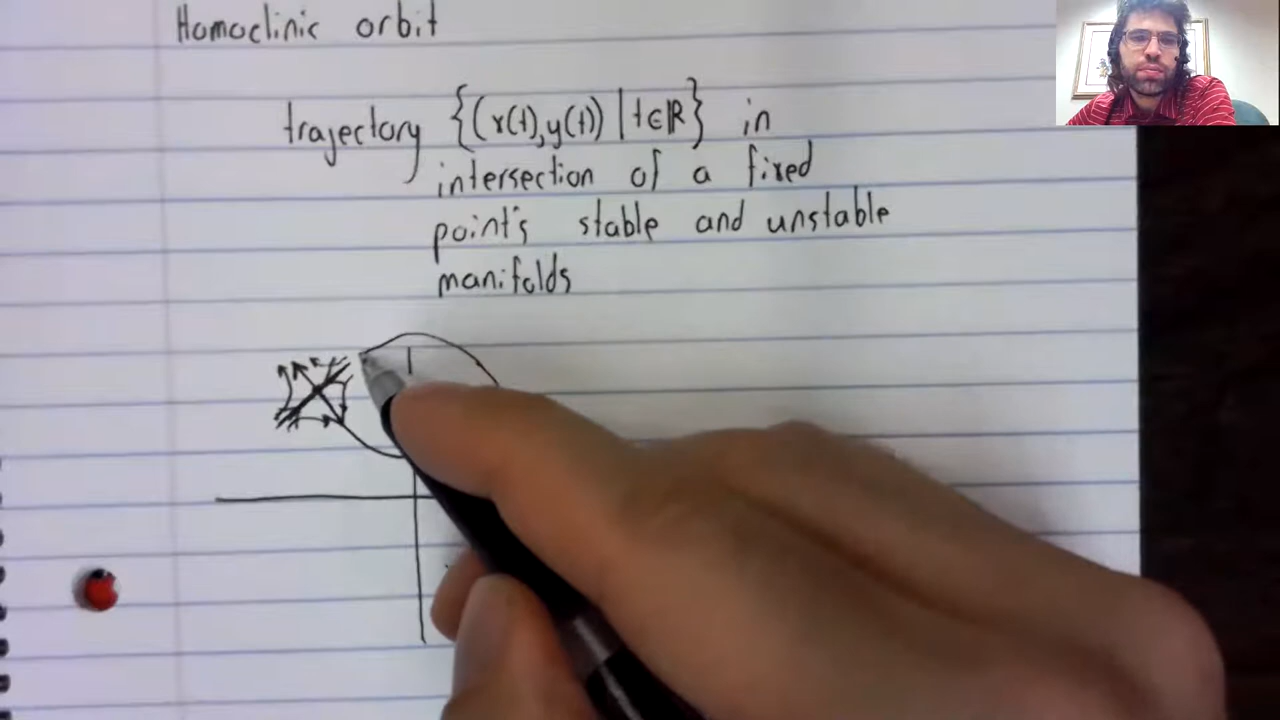 Homoclinic orbit
trajectory {(x(t),y(t)) | t∈ℝ} in
intersection of a fixed
point's stable and unstable
manifolds